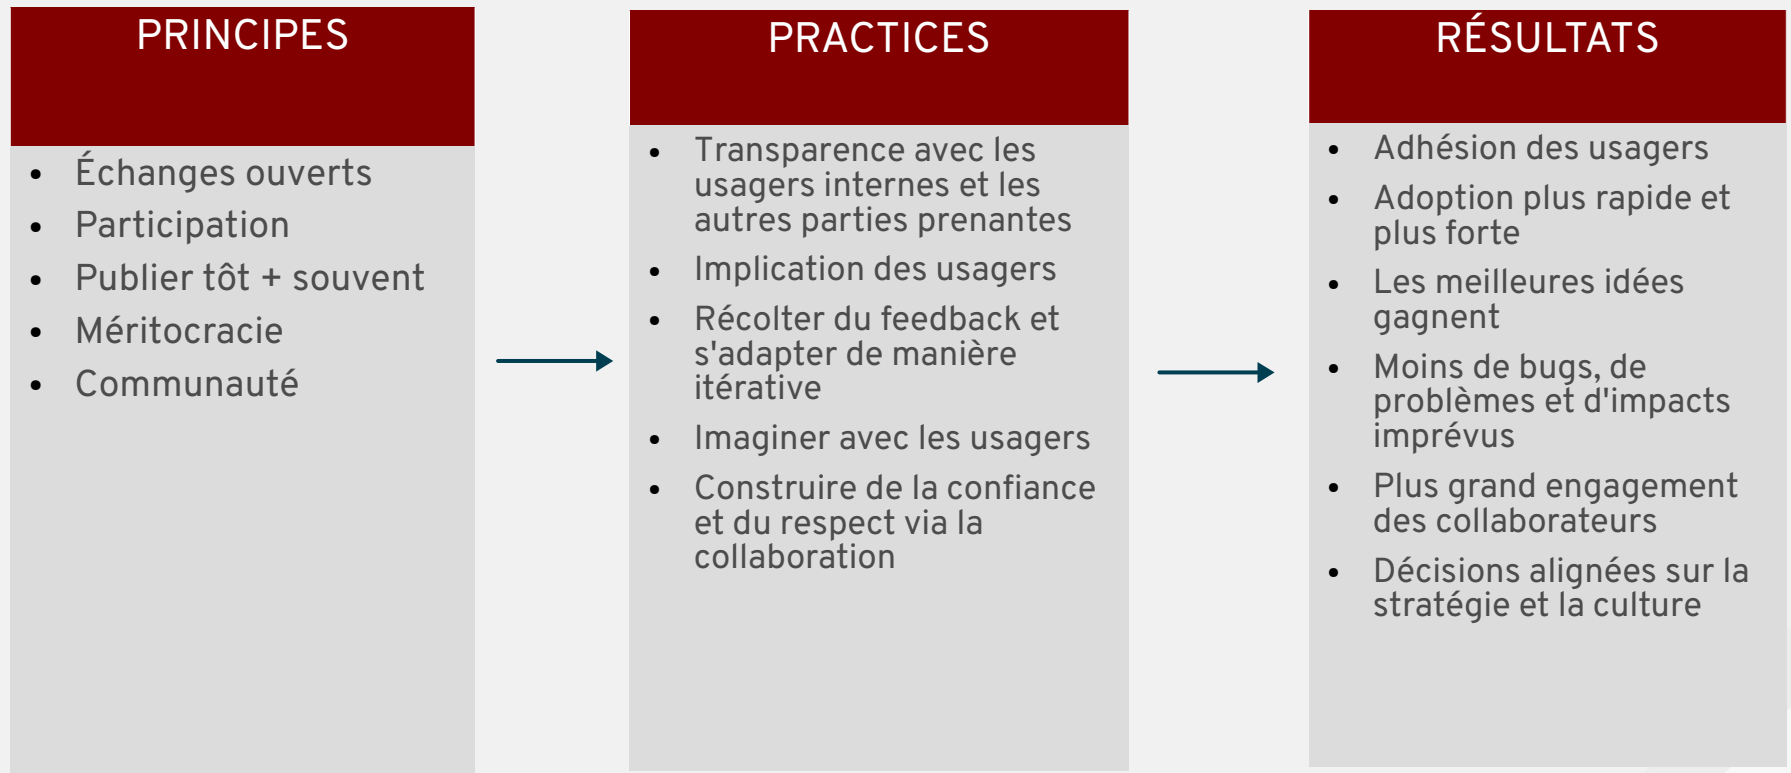 PRINCIPES
• Échanges ouverts
• Participation
• Publier tôt + souvent
• Méritocracie
• Communauté
PRACTICES
• Transparence avec les
usagers internes et les
autres parties prenantes
• Implication des usagers
• Récolter du feedback et
s'adapter de manière
itérative
• Imaginer avec les usagers
• Construire de la confiance
et du respect via la
collaboration
RÉSULTATS
• Adhésion des usagers
• Adoption plus rapide et
plus forte
• Les meilleures idées
gagnent
• Moins de bugs, de
problèmes et d'impacts
imprévus
• Plus grand engagement
des collaborateurs
• Décisions alignées sur la
stratégie et la culture